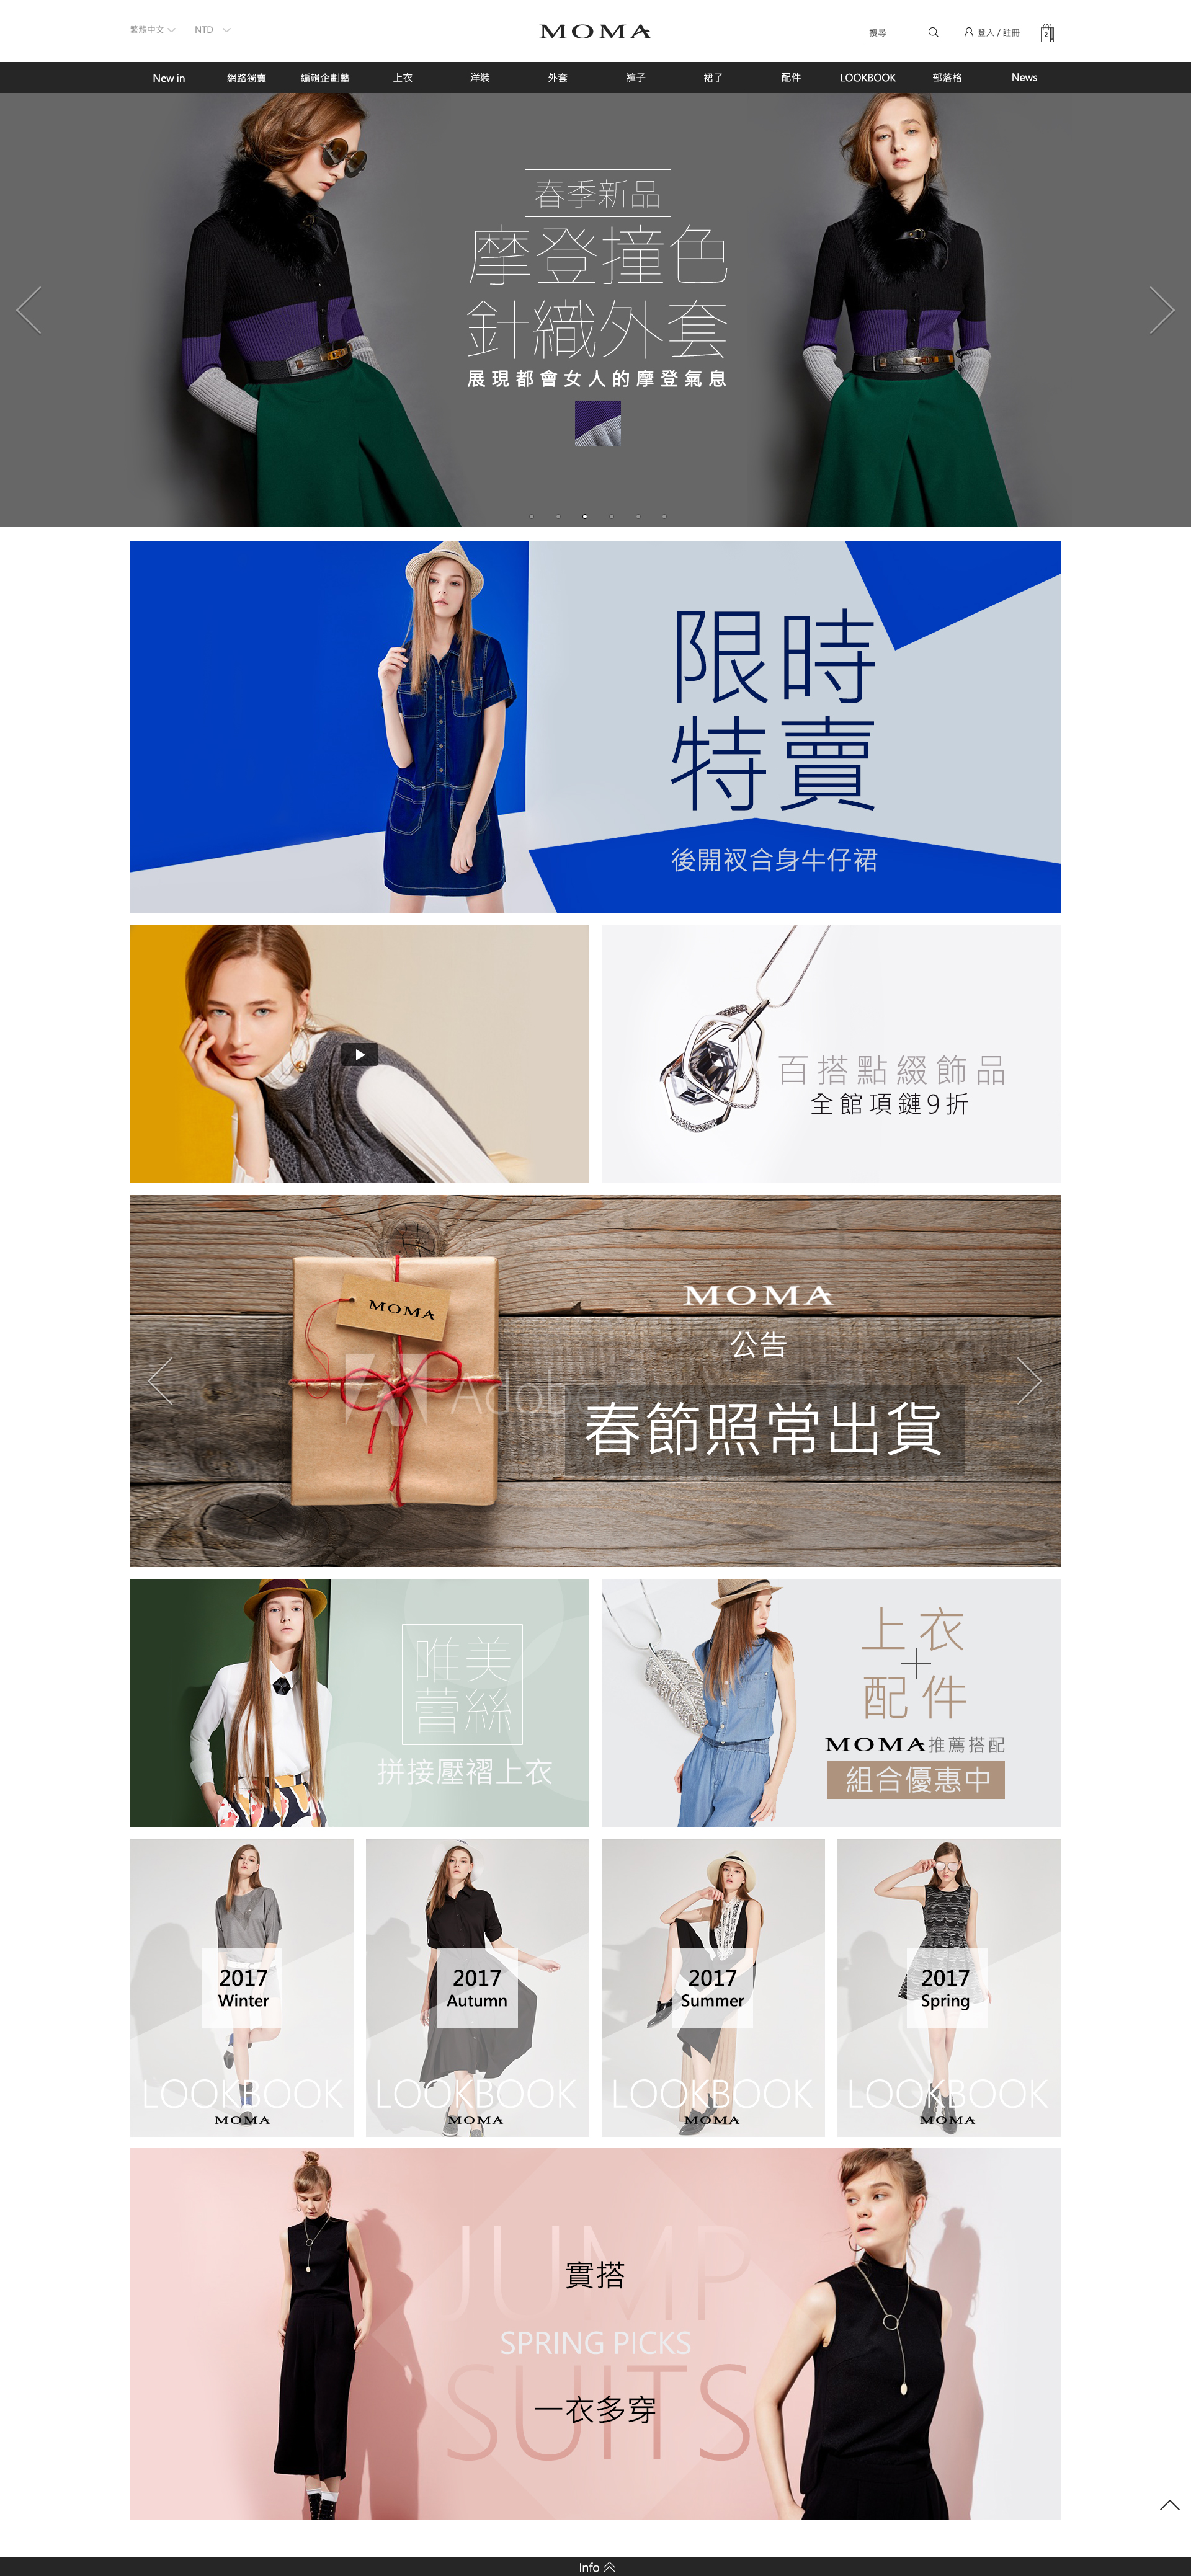 繁體中文
NTD
MOMA
搜尋
登入 / 註冊
2
New in
網路獨賣
編輯企劃塾
上衣
洋裝
外套
褲子
裙子
配件
LOOKBOOK
部落格
News
春季新品
摩登撞色
針織外套
展現都會女人的摩登氣息
限時
特賣
後開衩合身牛仔裙
百搭點綴飾品
全館項鏈9折
MOMA
Adobe
MOMA
公告
春節照常出貨
唯美
蕾絲
拼接壓褶上衣
上衣
+
配件
MOMA推薦搭配
組合優惠中
2017
Winter
LOOKBOOK
MOMA
2017
Autumn
LOOKBOOK
MOMA
2017
Summer
LOOKBOOK
MOMA
2017
Spring
LOOKBOOK
MOMA
JUMP
實搭
SPRING PICKS
SUITS
一衣多穿
Info